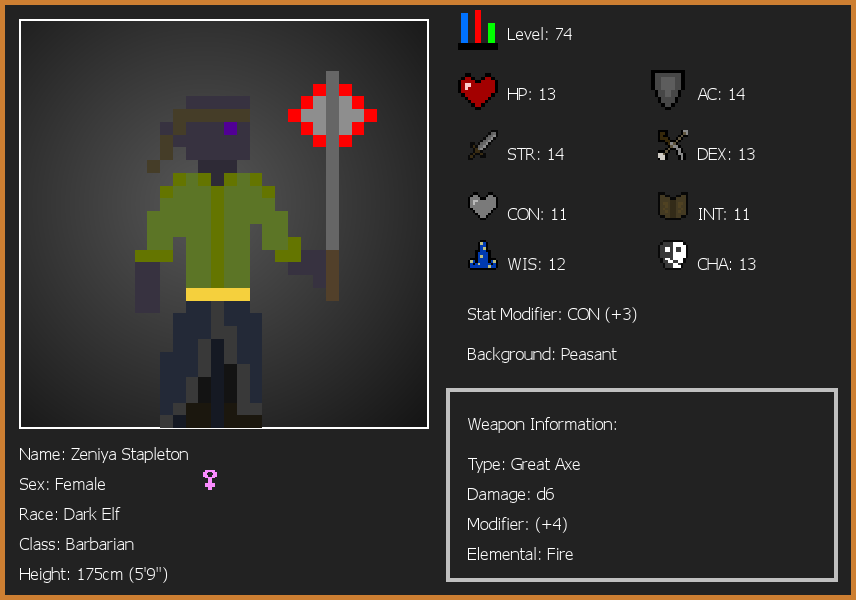 Level: 74
HP: 13
AC: 14
STR: 14
DEX: 13
CON: 11
INT: 11
WIS: 12
CHA: 13
Stat Modifier: CON (+3)
Background: Peasant
Weapon Information:
Type: Great Axe
Damage: d6
Modifier: (+4)
Elemental: Fire
Name: Zeniya Stapleton
Sex: Female
Race: Dark Elf
Class: Barbarian
Height: 175cm (5'9")